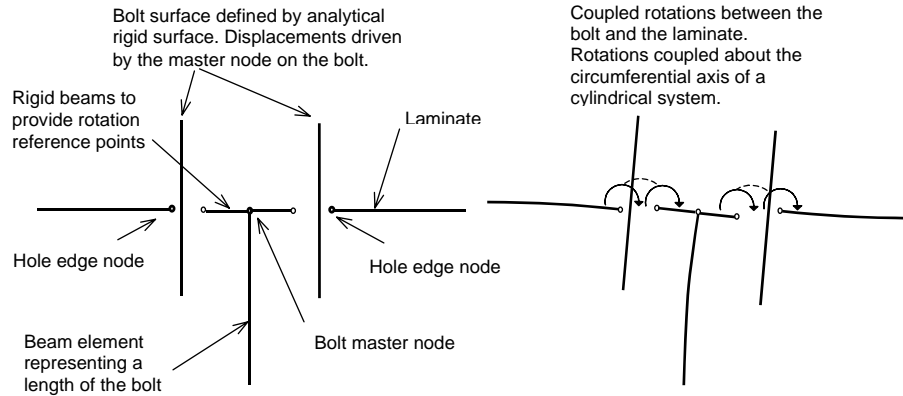 Bolt surface defined by analytical
rigid surface. Displacements driven
by the master node on the bolt.
Rigid beams to
provide rotation
reference points
Laminate
Hole edge node
Hole edge node
Bolt master node
Beam element
representing a
length of the bolt
Coupled rotations between the
bolt and the laminate.
Rotations coupled about the
circumferential axis of a
cylindrical system.